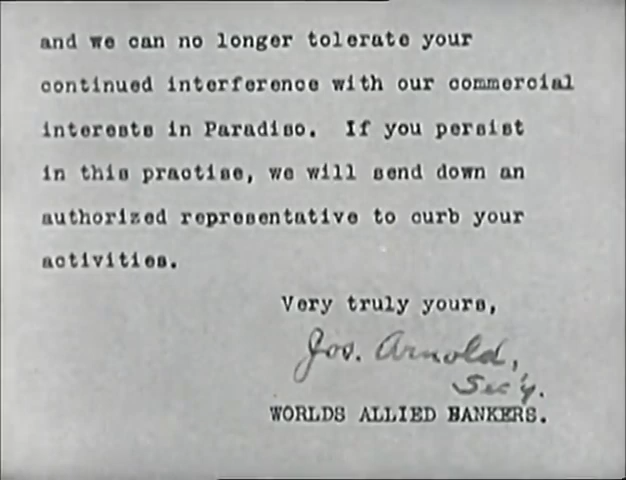 and we can no longer tolerate your
continued interference with our commercial
interests in Paradiso. If you persist
in this practise, we will send down an
authorized representative to curb your
activities.
Very truly yours,
Jos. Arnold,
Sec'y.
WORLDS ALLIED BANKERS.